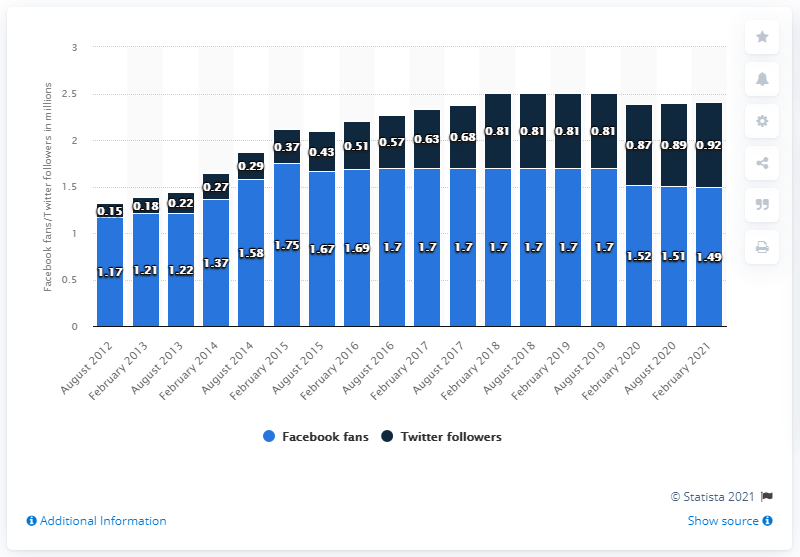 3
2.5
2
1.5
1
0.5
0
Facebook fans/Twitter followers in millions
0.15 0.18 0.22 0.27 0.29 0.37 0.43 0.51 0.57 0.63 0.68 0.81 0.81 0.81 0.81 0.87 0.89 0.92
1.17 1.21 1.22 1.37 1.58 1.75 1.67 1.69 1.7 1.7 1.7 1.7 1.7 1.7 1.7 1.52 1.51 1.49
August 2012
February 2013
August 2013
February 2014
August 2014
February 2015
August 2015
February 2016
August 2016
February 2017
August 2017
February 2018
August 2018
February 2019
August 2019
February 2020
August 2020
February 2021
Facebook fans Twitter followers
© Statista 2021
Additional Information Show source